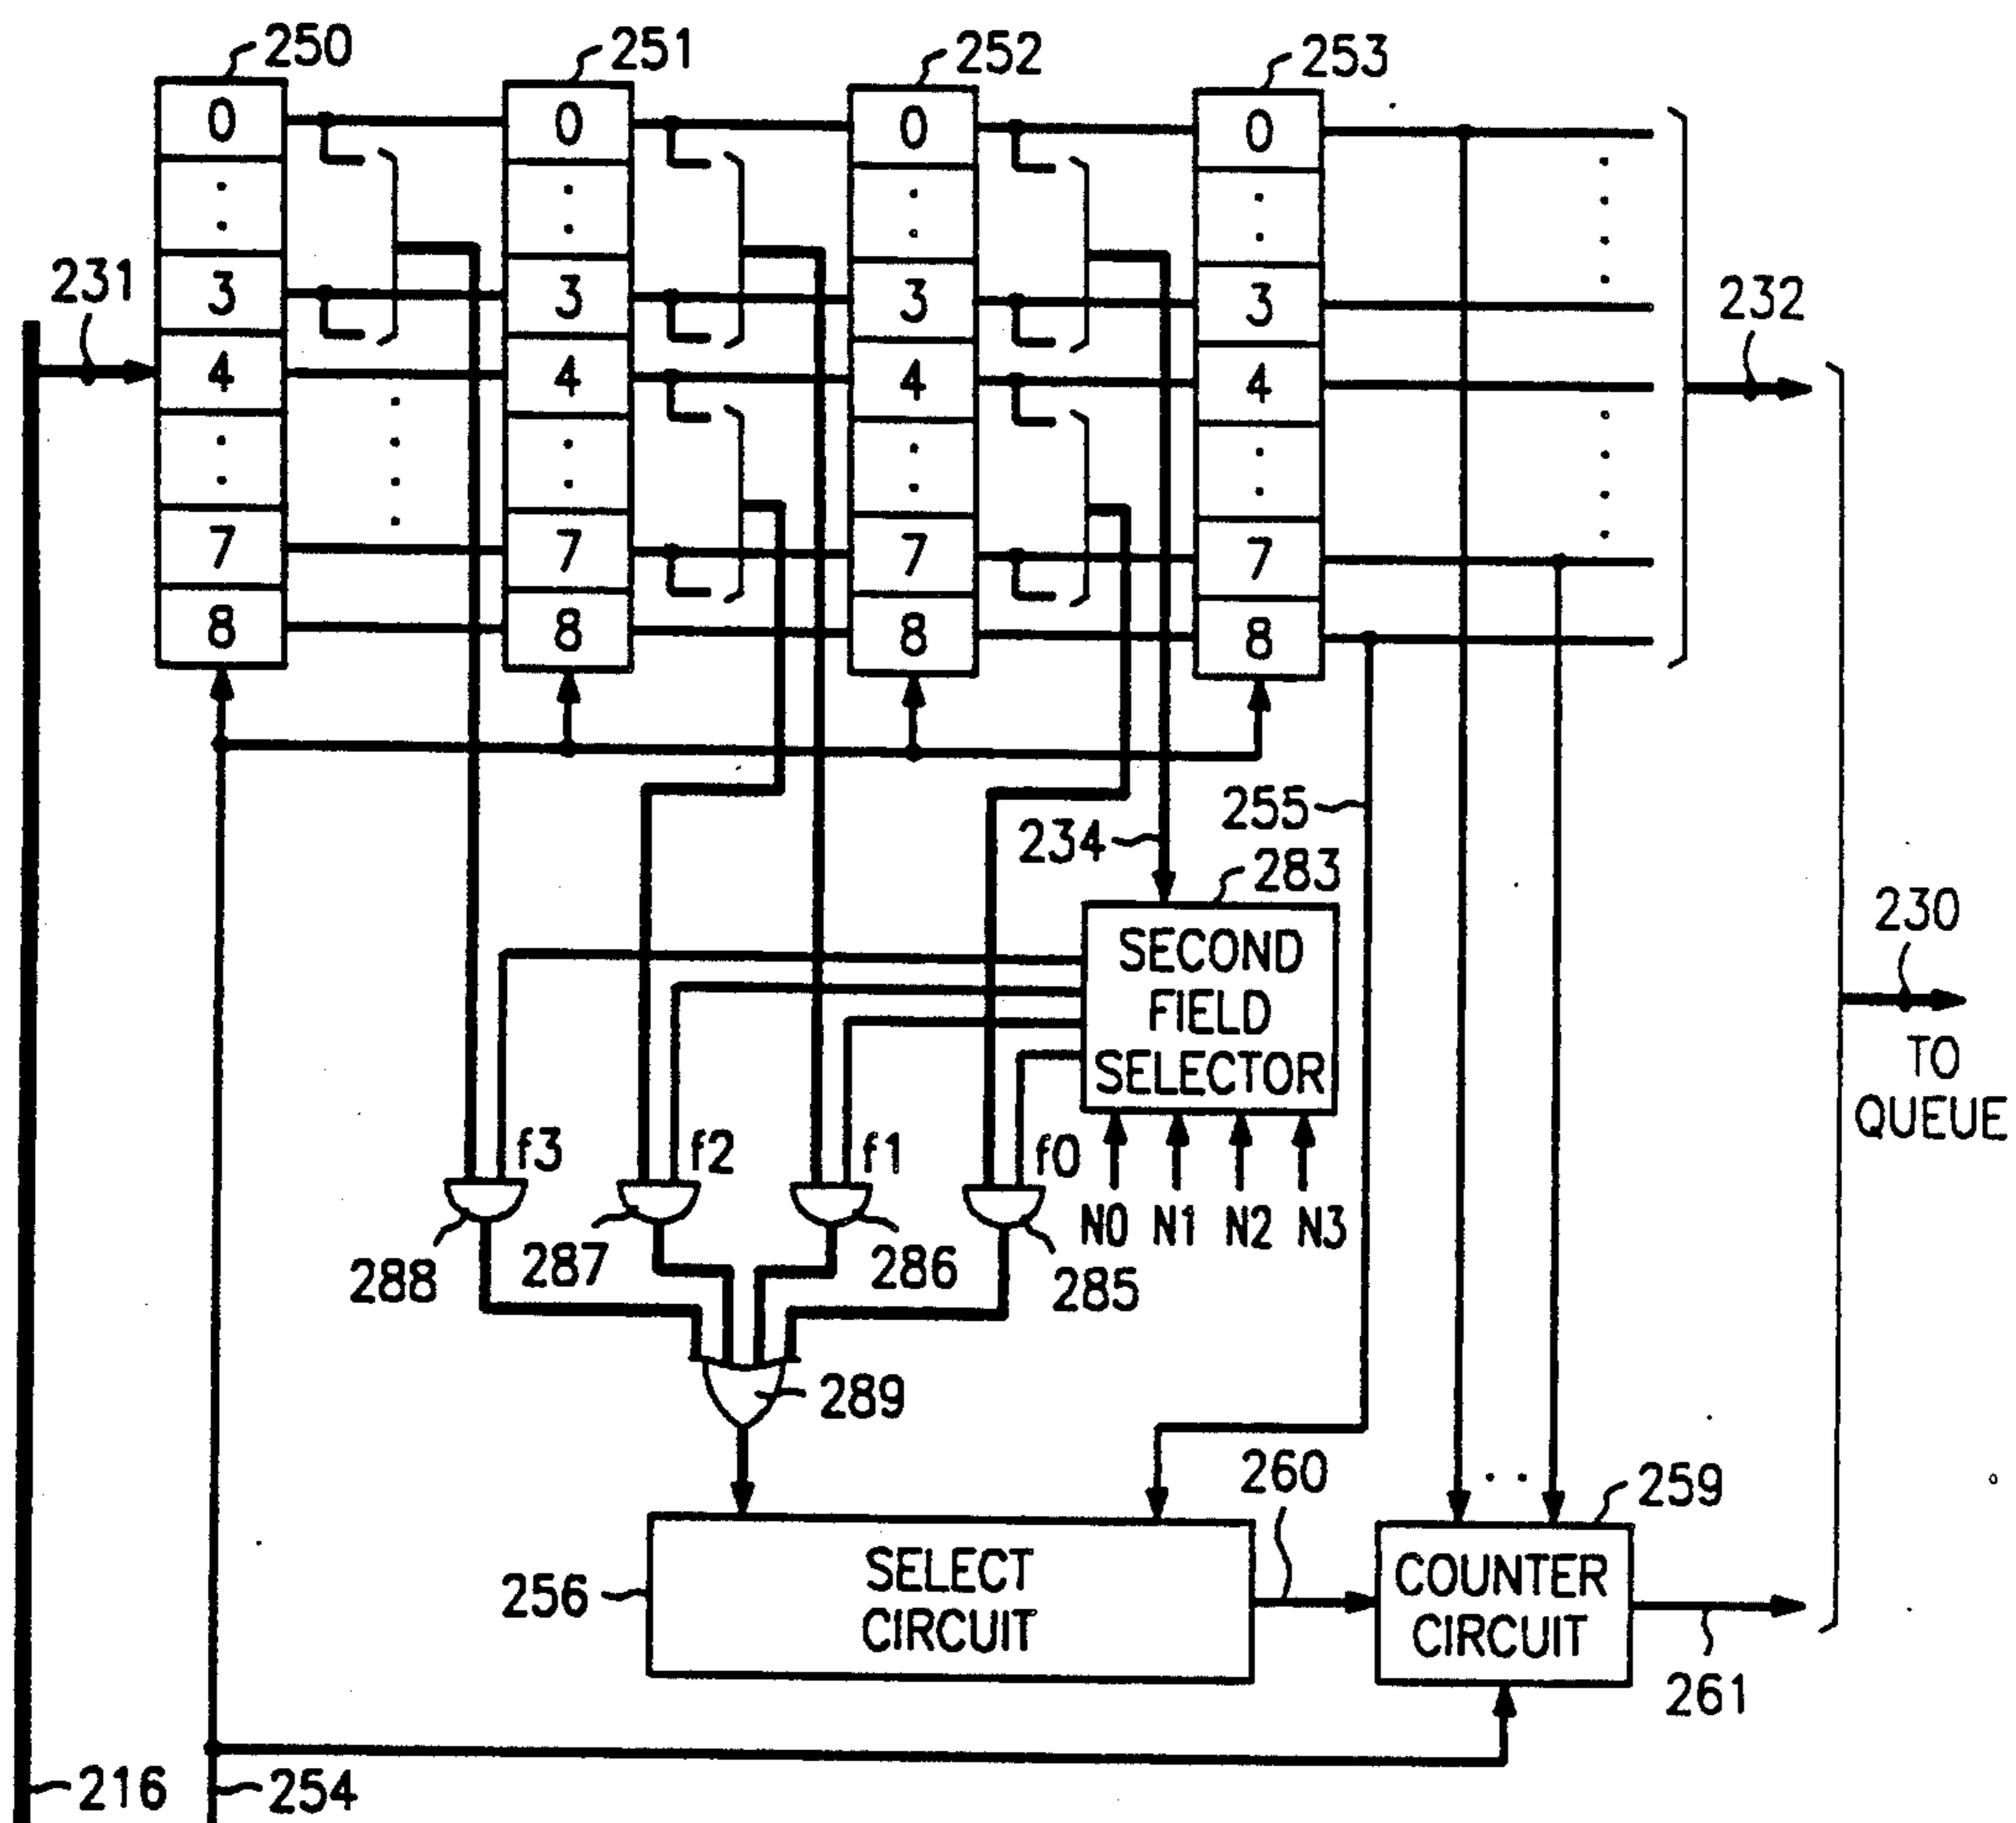 250 251 252 253
0 0 0 0
231
3 3 3 3
232
4 4 4 4
7 7 7 7
8 8 8 8
255
234
283
230
SECOND
FIELD
SELECTOR
TO
QUEUE
f3 f2 f1 f0
N0 N1 N2 N3
288 287 286 285
289
260
259
256
SELECT
CIRCUIT
COUNTER
CIRCUIT
261
216 254